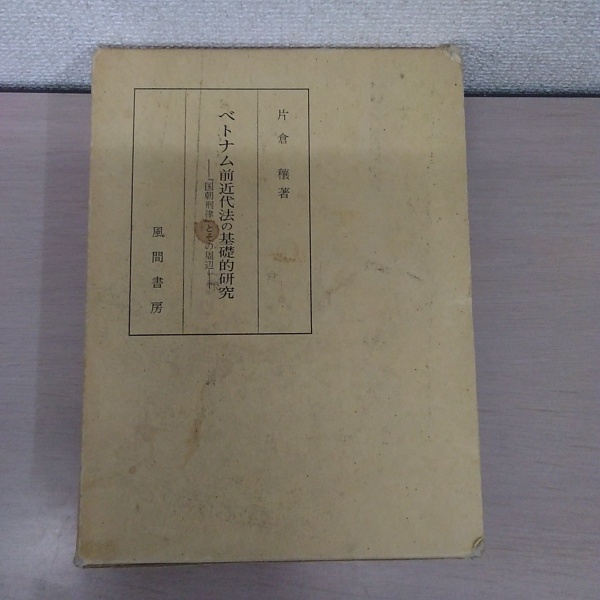 片倉穰著
ベトナム前近代法の基礎的研究
――『国朝刑律』とその周辺――
風間書房